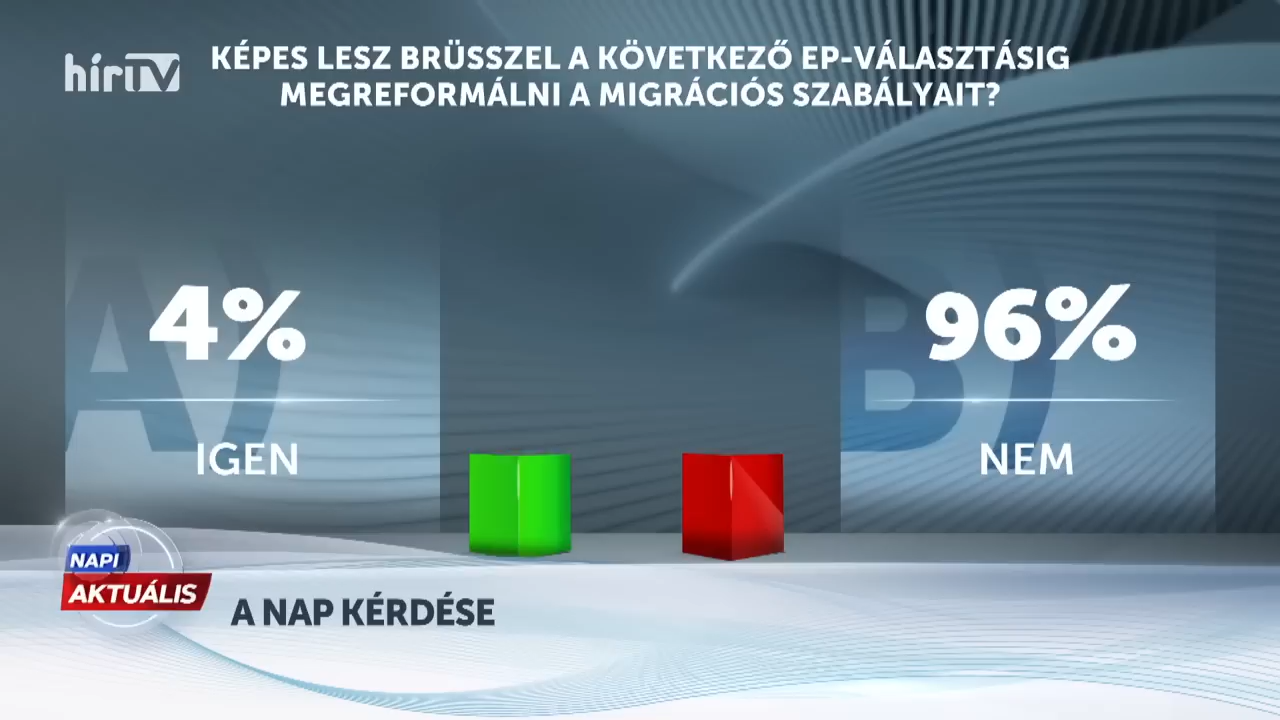 hírTV
KÉPES LESZ BRÜSSZEL A KÖVETKEZŐ EP-VÁLASZTÁSIG
MEGREFORMÁLNI A MIGRÁCIÓS SZABÁLYAIT?
A)
4%
IGEN
B)
96%
NEM
NAPI
AKTUÁLIS
A NAP KÉRDÉSE